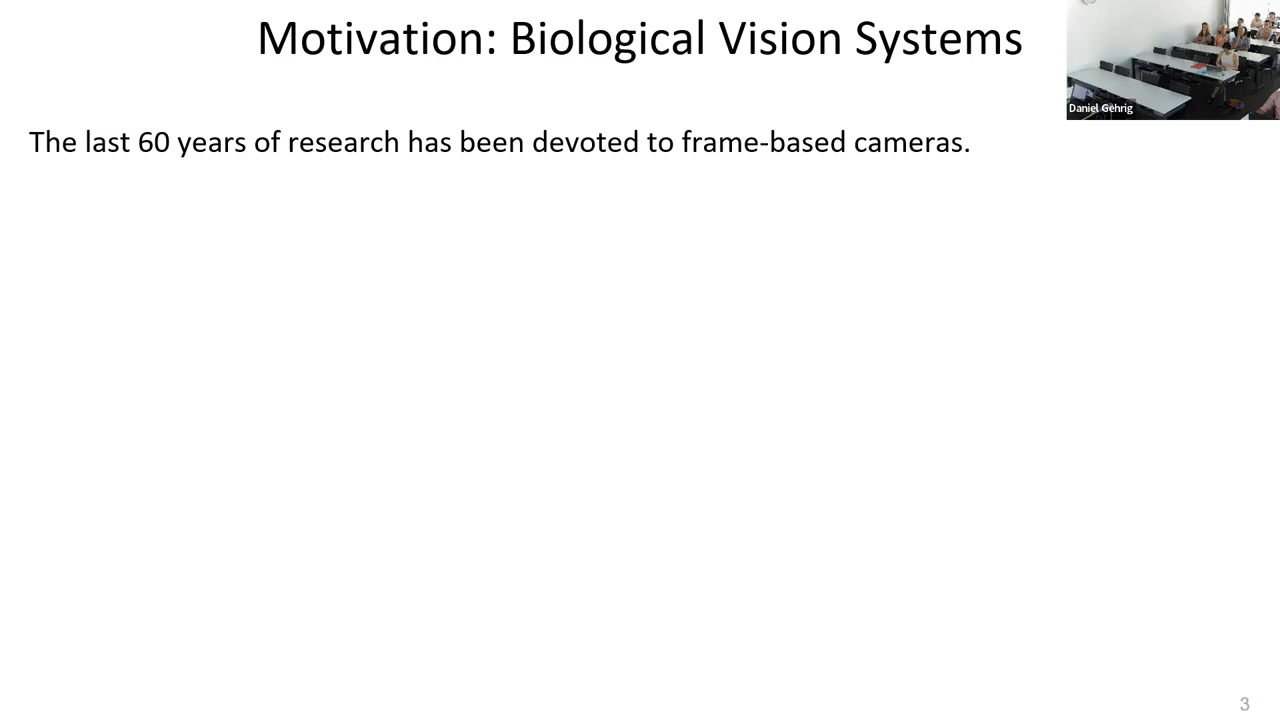 Motivation: Biological Vision Systems
Daniel Gehrig
The last 60 years of research has been devoted to frame-based cameras.
3